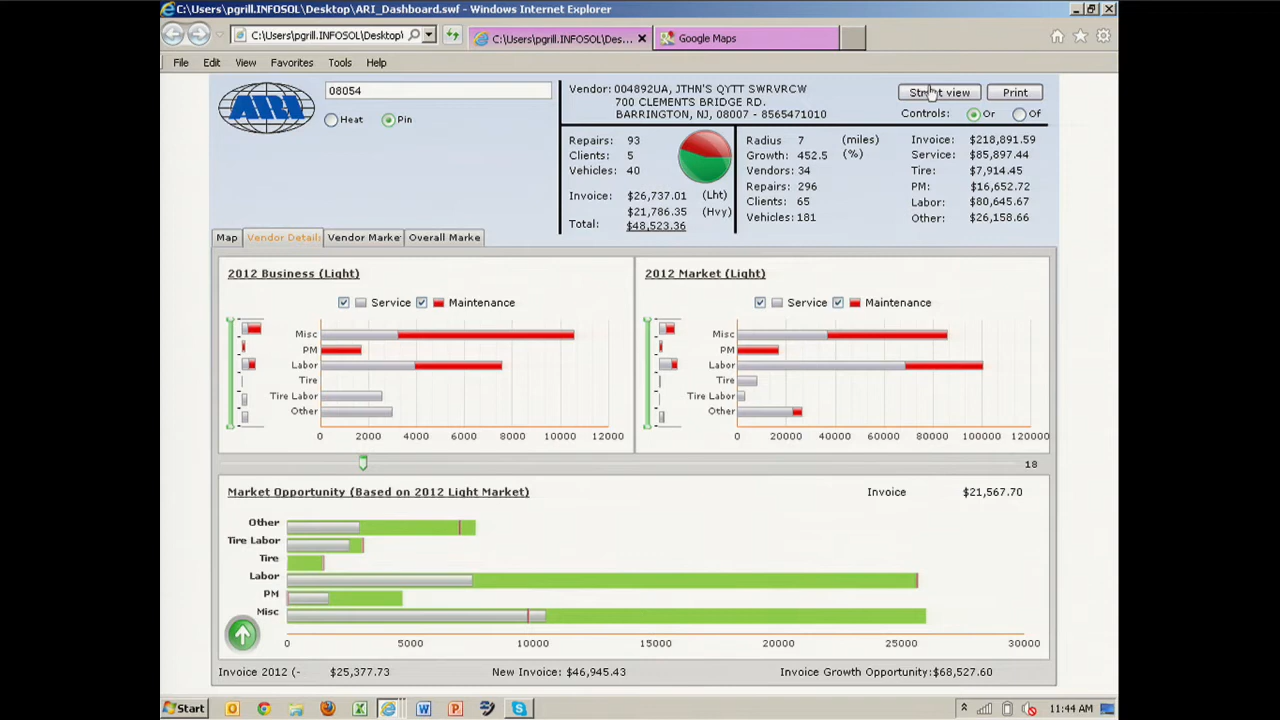 C:\Users\pgrill.INFOSOL\Desktop\ARI_Dashboard.swf - Windows Internet Explorer
C:\Users\pgrill.INFOSOL\Desktop\
C:\Users\pgrill.INFOSOL\Des... Google Maps
File Edit View Favorites Tools Help
ARI
08054
Heat Pin
Vendor: 004892UA, JTHN'S QYTT SWRVRCW
700 CLEMENTS BRIDGE RD.
BARRINGTON, NJ, 08007 - 8565471010
Street view Print
Controls: Or Of
Repairs: 93
Clients: 5
Vehicles: 40
Invoice: $26,737.01 (Lht)
$21,786.35 (Hvy)
Total: $48,523.36
Radius 7 (miles)
Growth: 452.5 (%)
Vendors: 34
Repairs: 296
Clients: 65
Vehicles: 181
Invoice: $218,891.59
Service: $85,897.44
Tire: $7,914.45
PM: $16,652.72
Labor: $80,645.67
Other: $26,158.66
Map Vendor Details Vendor Marke Overall Marke
2012 Business (Light)
Service Maintenance
Misc
PM
Labor
Tire
Tire Labor
Other
0 2000 4000 6000 8000 10000 12000
2012 Market (Light)
Service Maintenance
Misc
PM
Labor
Tire
Tire Labor
Other
0 20000 40000 60000 80000 100000 120000
18
Market Opportunity (Based on 2012 Light Market) Invoice $21,567.70
Other
Tire Labor
Tire
Labor
PM
Misc
0 5000 10000 15000 20000 25000 30000
Invoice 2012 (- $25,377.73 New Invoice: $46,945.43 Invoice Growth Opportunity:$68,527.60
Start 11:44 AM